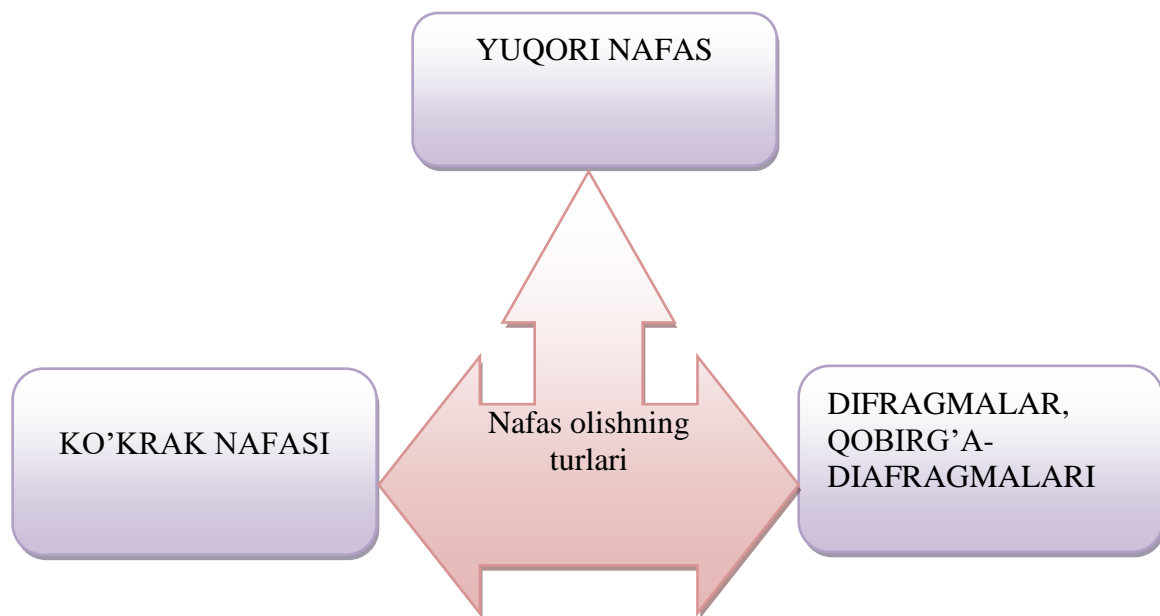 YUQORI NAFAS
KO’KRAK NAFASI
Nafas olishning
turlari
DIFRAGMALAR,
QOBIRG’A-
DIAFRAGMALARI